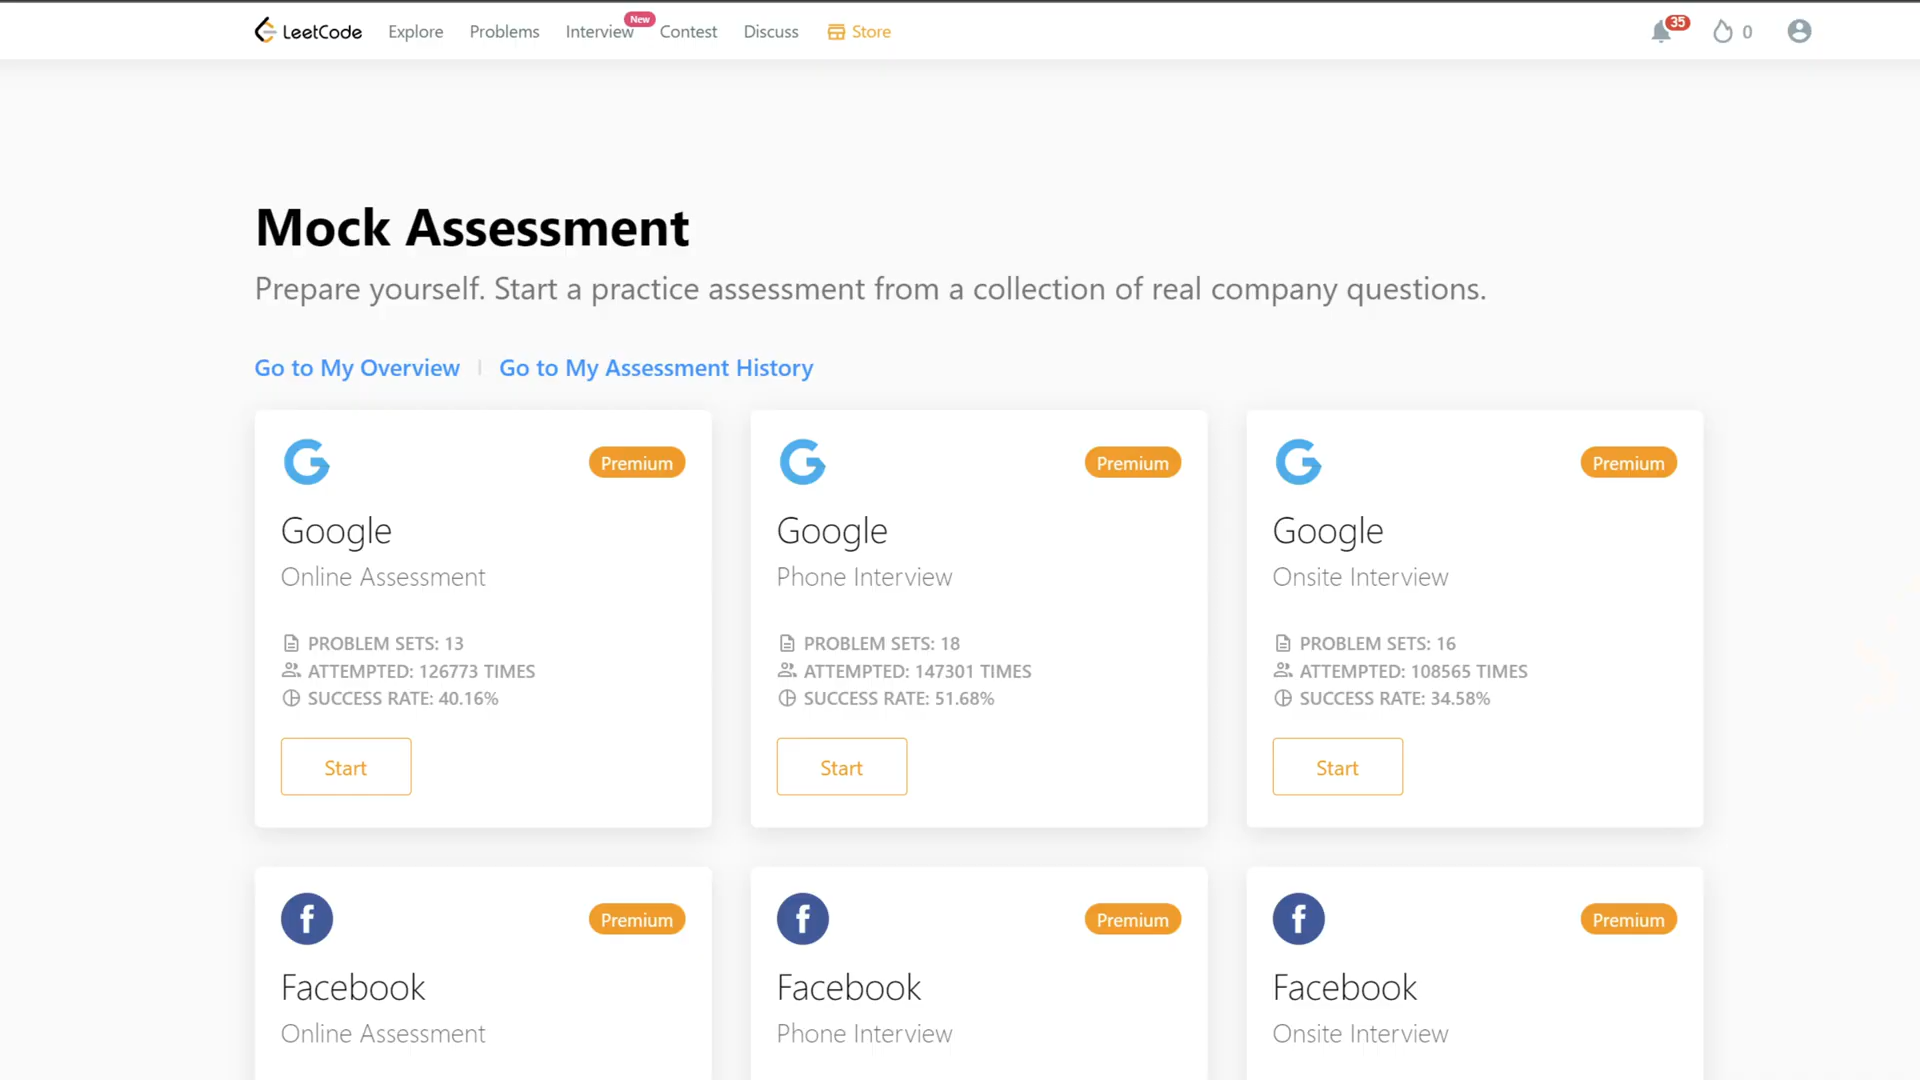 LeetCode Explore Problems Interview New Contest Discuss Store 35 0
Mock Assessment
Prepare yourself. Start a practice assessment from a collection of real company questions.
Go to My Overview | Go to My Assessment History
Premium
Google
Online Assessment
PROBLEM SETS: 13
ATTEMPTED: 126773 TIMES
SUCCESS RATE: 40.16%
Start
Premium
Google
Phone Interview
PROBLEM SETS: 18
ATTEMPTED: 147301 TIMES
SUCCESS RATE: 51.68%
Start
Premium
Google
Onsite Interview
PROBLEM SETS: 16
ATTEMPTED: 108565 TIMES
SUCCESS RATE: 34.58%
Start
Premium
Facebook
Online Assessment
Premium
Facebook
Phone Interview
Premium
Facebook
Onsite Interview